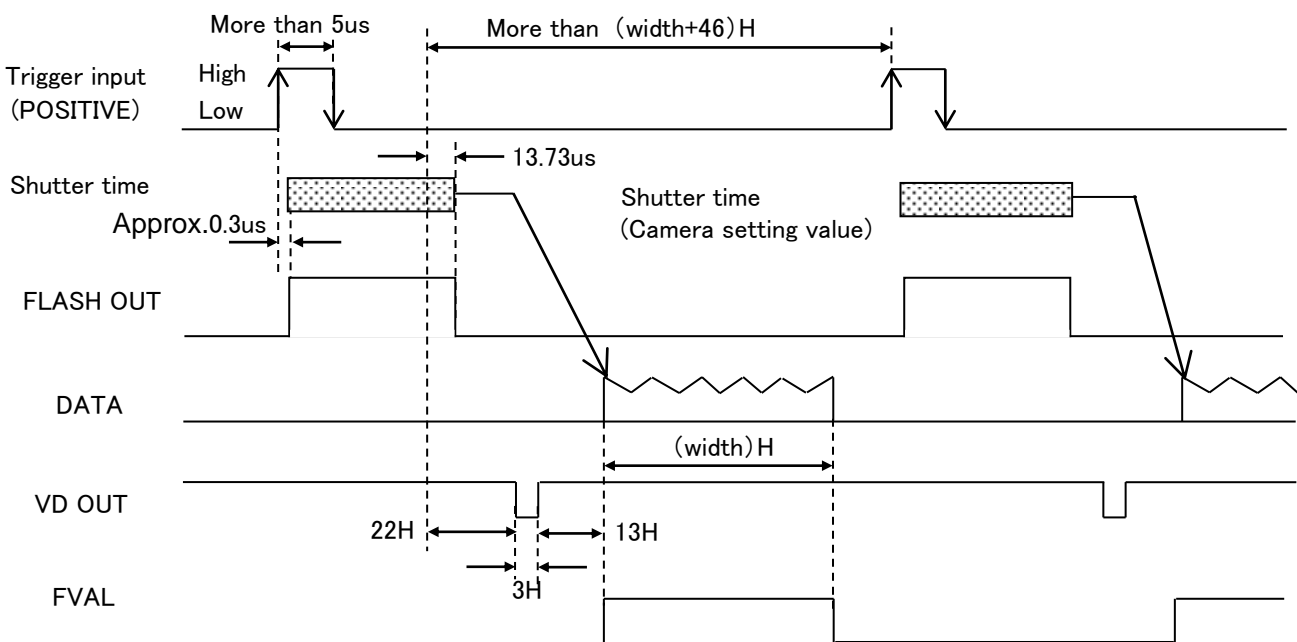 More than 5us
More than （width+46）H
Trigger input
(POSITIVE)
High
Low
13.73us
Shutter time
Shutter time
(Camera setting value)
Approx.0.3us
FLASH OUT
DATA
（width）H
VD OUT
22H
13H
3H
FVAL